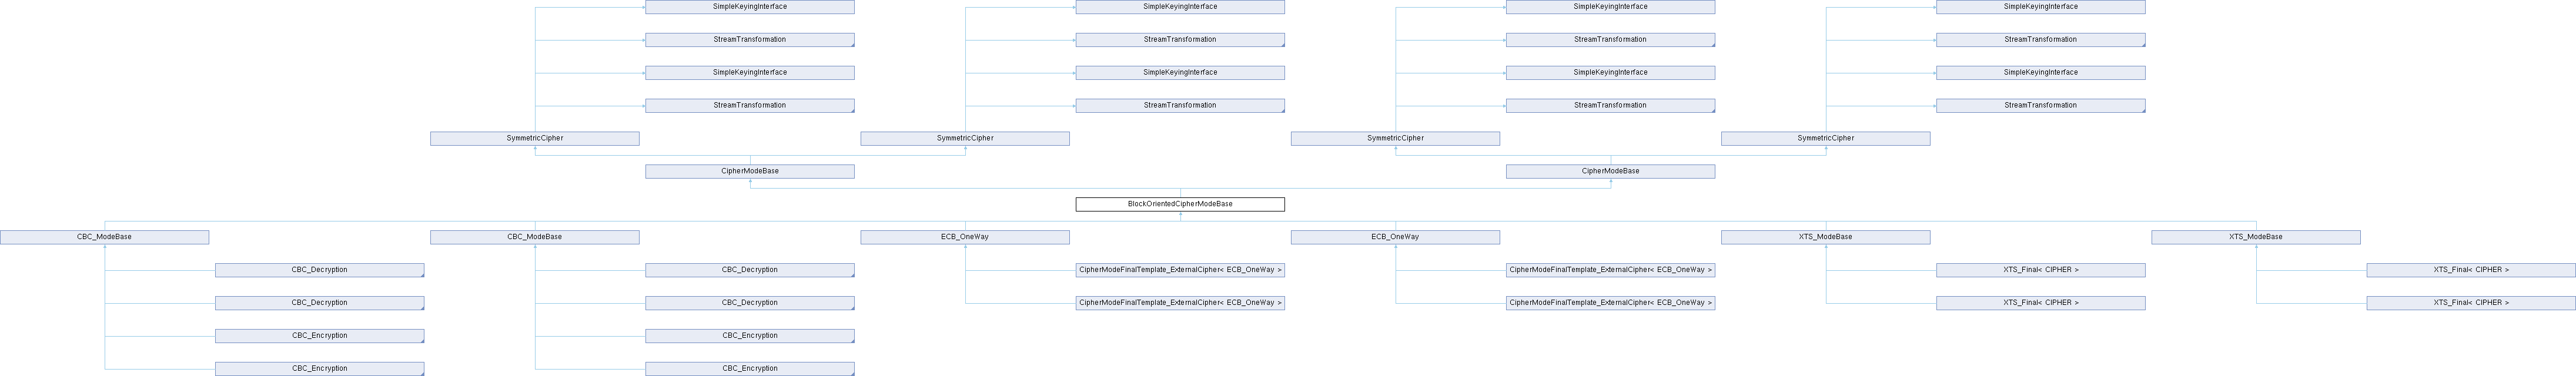 SimpleKeyingInterface SimpleKeyingInterface SimpleKeyingInterface SimpleKeyingInterface
StreamTransformation StreamTransformation StreamTransformation StreamTransformation
SimpleKeyingInterface SimpleKeyingInterface SimpleKeyingInterface SimpleKeyingInterface
StreamTransformation StreamTransformation StreamTransformation StreamTransformation
SymmetricCipher SymmetricCipher SymmetricCipher SymmetricCipher
CipherModeBase CipherModeBase
BlockOrientedCipherModeBase
CBC_ModeBase CBC_ModeBase ECB_OneWay ECB_OneWay XTS_ModeBase XTS_ModeBase
CBC_Decryption CBC_Decryption CipherModeFinalTemplate_ExternalCipher< ECB_OneWay > CipherModeFinalTemplate_ExternalCipher< ECB_OneWay > XTS_Final< CIPHER > XTS_Final< CIPHER >
CBC_Decryption CBC_Decryption CipherModeFinalTemplate_ExternalCipher< ECB_OneWay > CipherModeFinalTemplate_ExternalCipher< ECB_OneWay > XTS_Final< CIPHER > XTS_Final< CIPHER >
CBC_Encryption CBC_Encryption
CBC_Encryption CBC_Encryption